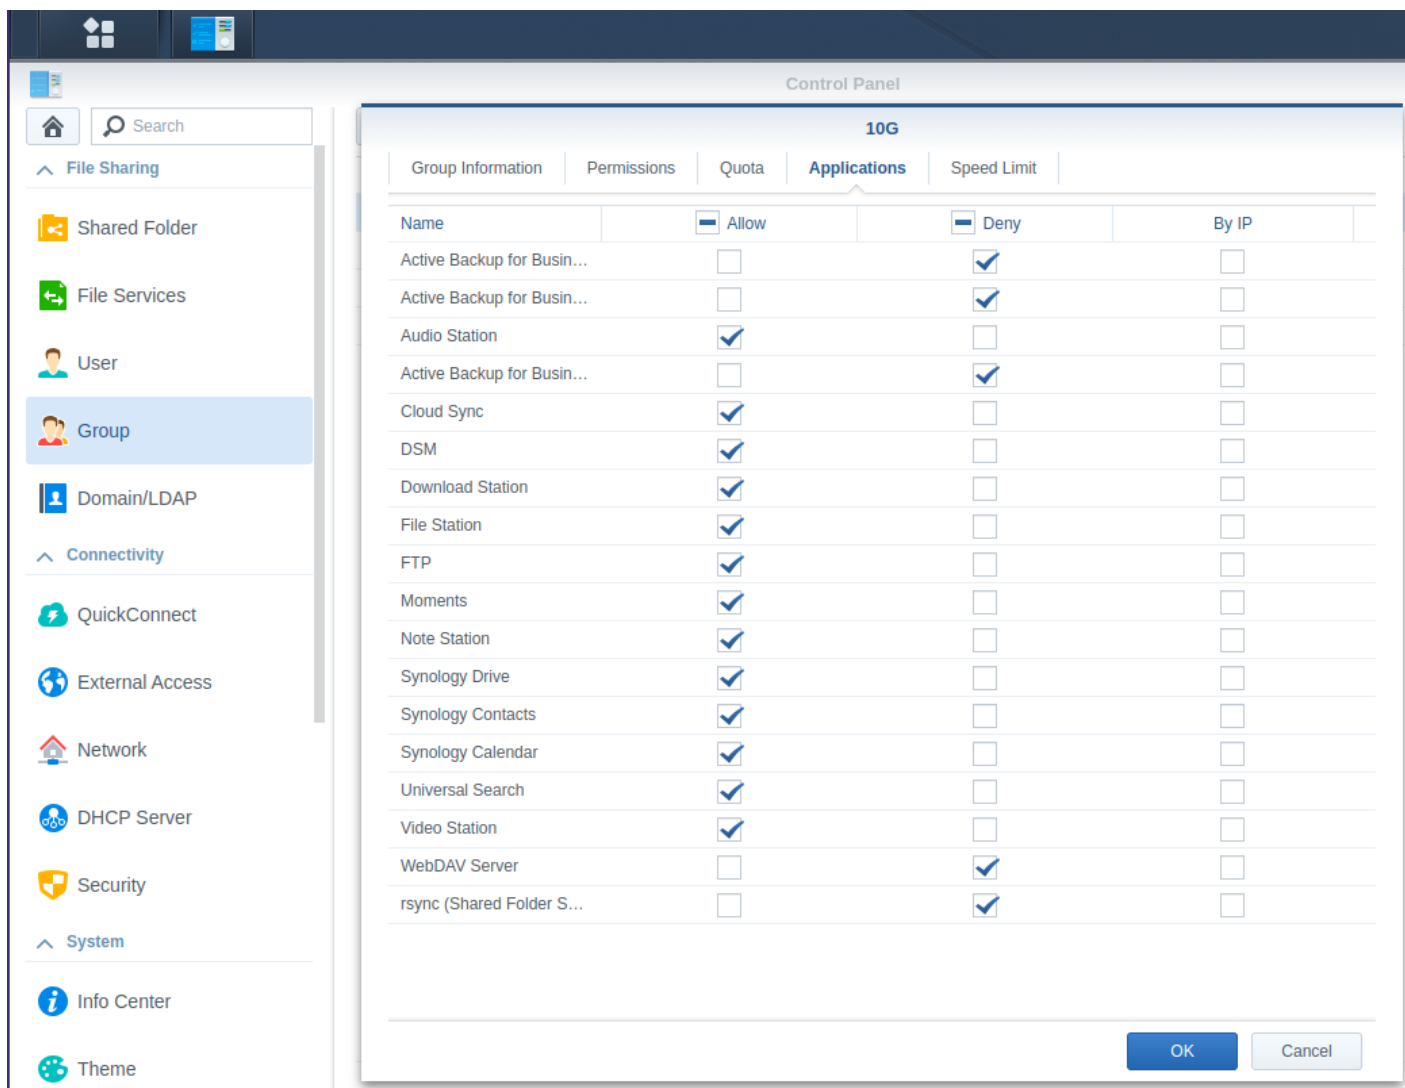 Control Panel
Search
File Sharing
Shared Folder
File Services
User
Group
Domain/LDAP
Connectivity
QuickConnect
External Access
Network
DHCP Server
Security
System
Info Center
Theme
10G
Group Information Permissions Quota Applications Speed Limit
Name Allow Deny By IP
Active Backup for Busin...
Active Backup for Busin...
Audio Station
Active Backup for Busin...
Cloud Sync
DSM
Download Station
File Station
FTP
Moments
Note Station
Synology Drive
Synology Contacts
Synology Calendar
Universal Search
Video Station
WebDAV Server
rsync (Shared Folder S...
OK Cancel